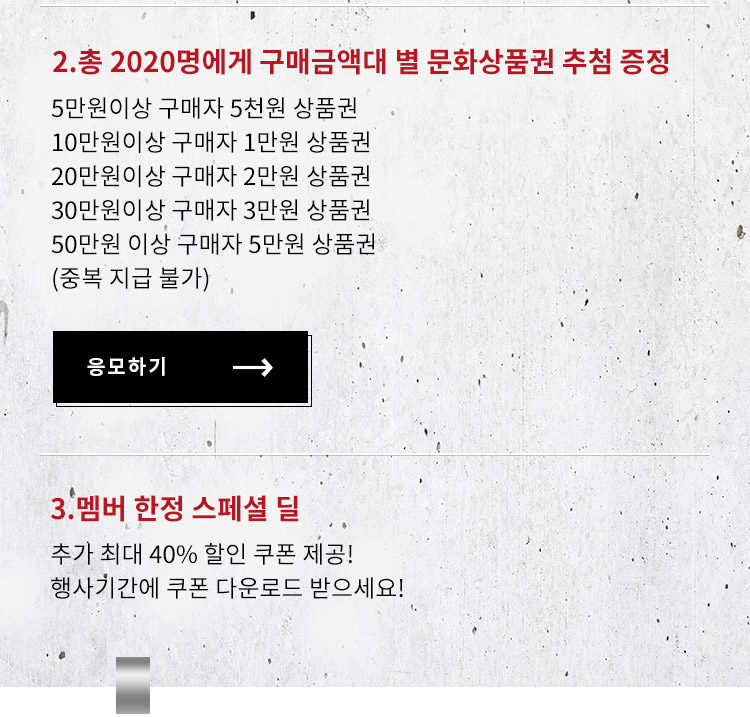 2.총 2020명에게 구매금액대 별 문화상품권 추첨 증정
5만원이상 구매자 5천원 상품권
10만원이상 구매자 1만원 상품권
20만원이상 구매자 2만원 상품권
30만원이상 구매자 3만원 상품권
50만원 이상 구매자 5만원 상품권
(중복 지급 불가)
응모하기
3.멤버 한정 스페셜 딜
추가 최대 40% 할인 쿠폰 제공!
행사기간에 쿠폰 다운로드 받으세요!